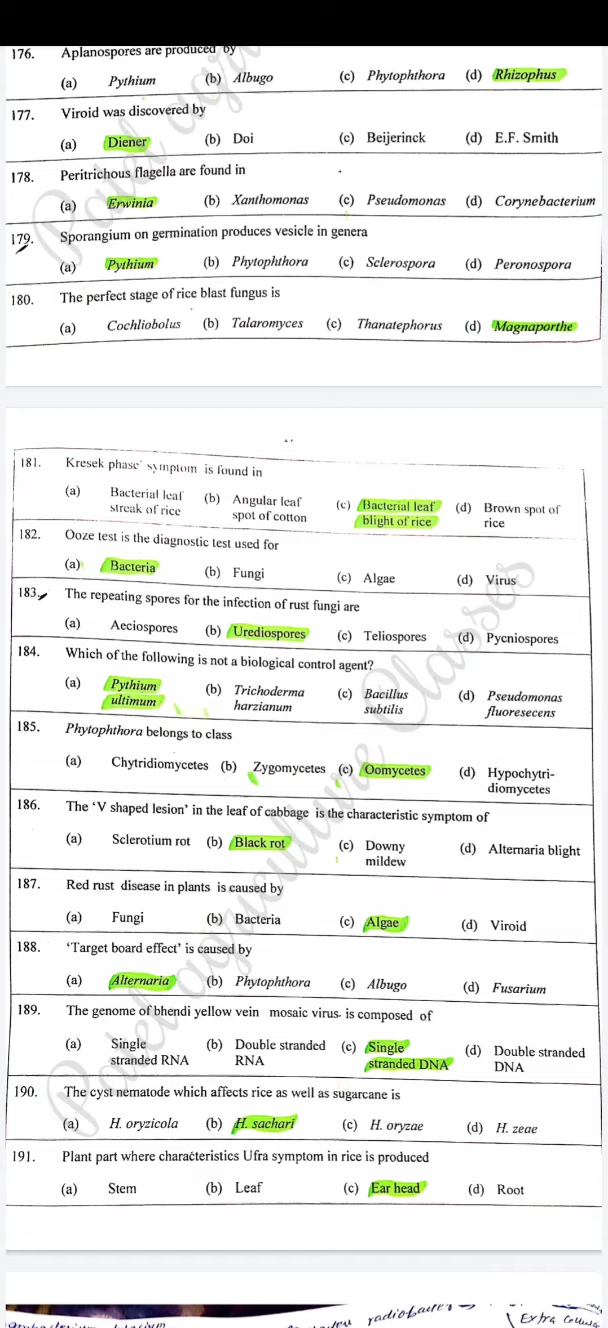 176. Aplanospores are produced by
(a) Pythium (b) Albugo (c) Phytophthora (d) Rhizophus
177. Viroid was discovered by
(a) Diener (b) Doi (c) Beijerinck (d) E.F. Smith
178. Peritrichous flagella are found in
(a) Erwinia (b) Xanthomonas (c) Pseudomonas (d) Corynebacterium
179. Sporangium on germination produces vesicle in genera
(a) Pythium (b) Phytophthora (c) Sclerospora (d) Peronospora
180. The perfect stage of rice blast fungus is
(a) Cochliobolus (b) Talaromyces (c) Thanatephorus (d) Magnaporthe
181. Kresek phase' symptom is found in
(a) Bacterial leaf (b) Angular leaf (c) Bacterial leaf (d) Brown spot of
streak of rice spot of cotton blight of rice rice
182. Ooze test is the diagnostic test used for
(a) Bacteria (b) Fungi (c) Algae (d) Virus
183. The repeating spores for the infection of rust fungi are
(a) Aeciospores (b) Urediospores (c) Teliospores (d) Pycniospores
184. Which of the following is not a biological control agent?
(a) Pythium (b) Trichoderma (c) Bacillus (d) Pseudomonas
ultimum harzianum subtilis fluoresecens
185. Phytophthora belongs to class
(a) Chytridiomycetes (b) Zygomycetes (c) Oomycetes (d) Hypochytri-
diomycetes
186. The 'V shaped lesion' in the leaf of cabbage is the characteristic symptom of
(a) Sclerotium rot (b) Black rot (c) Downy (d) Alternaria blight
mildew
187. Red rust disease in plants is caused by
(a) Fungi (b) Bacteria (c) Algae (d) Viroid
188. 'Target board effect' is caused by
(a) Alternaria (b) Phytophthora (c) Albugo (d) Fusarium
189. The genome of bhendi yellow vein mosaic virus is composed of
(a) Single (b) Double stranded (c) Single (d) Double stranded
stranded RNA RNA stranded DNA DNA
190. The cyst nematode which affects rice as well as sugarcane is
(a) H. oryzicola (b) H. sachari (c) H. oryzae (d) H. zeae
191. Plant part where characteristics Ufra symptom in rice is produced
(a) Stem (b) Leaf (c) Ear head (d) Root
Patel agriculture Classes
radiobacter
Extra